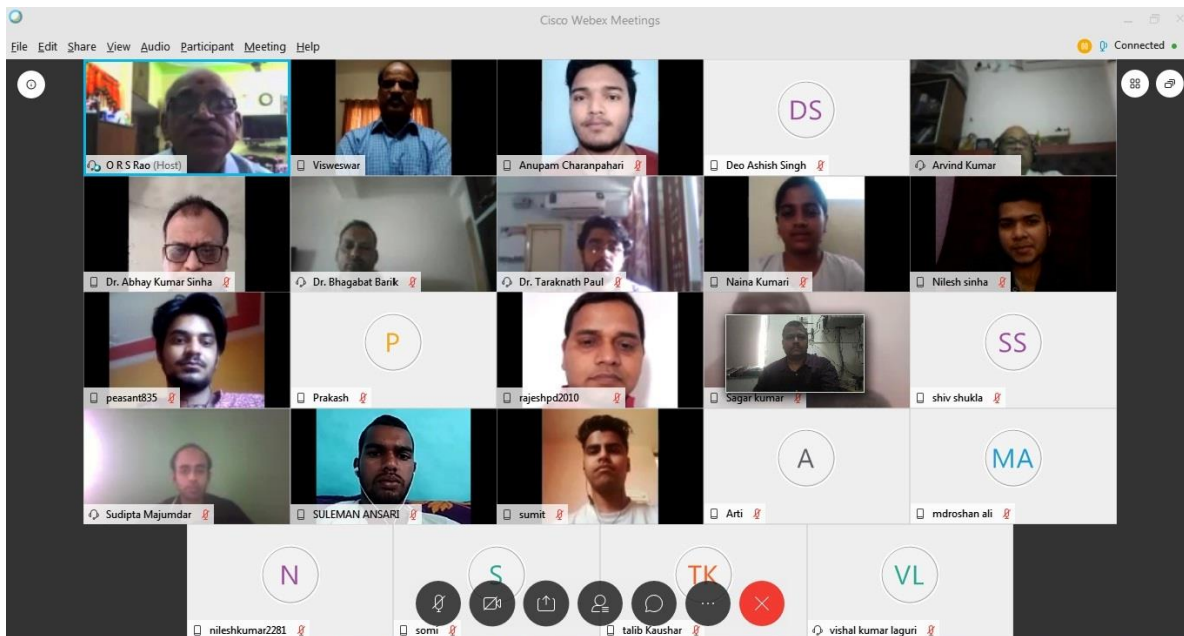 Cisco Webex Meetings
File Edit Share View Audio Participant Meeting Help
Connected
O R S Rao (Host)
Visweswar
Anupam Charanpahari
DS
Deo Ashish Singh
Arvind Kumar
Dr. Abhay Kumar Sinha
Dr. Bhagabat Barik
Dr. Taraknath Paul
Naina Kumari
Nilesh sinha
peasant835
P
Prakash
rajeshpd2010
Sagar kumar
SS
shiv shukla
Sudipta Majumdar
SULEMAN ANSARI
sumit
A
Arti
MA
mdroshan ali
N
nileshkumar2281
S
somi
TK
talib Kaushar
VL
vishal kumar laguri